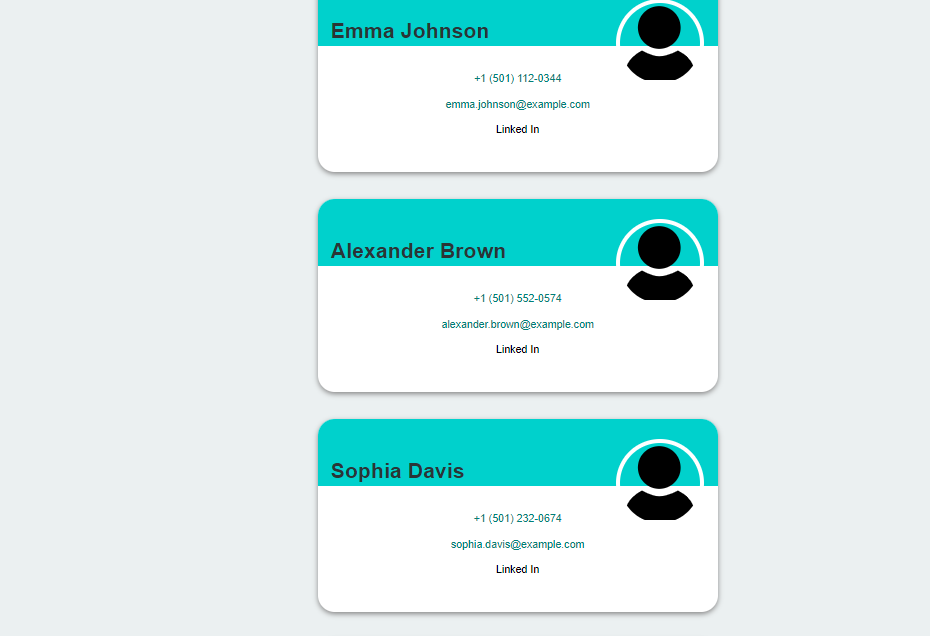 Emma Johnson
+1 (501) 112-0344
emma.johnson@example.com
Linked In
Alexander Brown
+1 (501) 552-0574
alexander.brown@example.com
Linked In
Sophia Davis
+1 (501) 232-0674
sophia.davis@example.com
Linked In